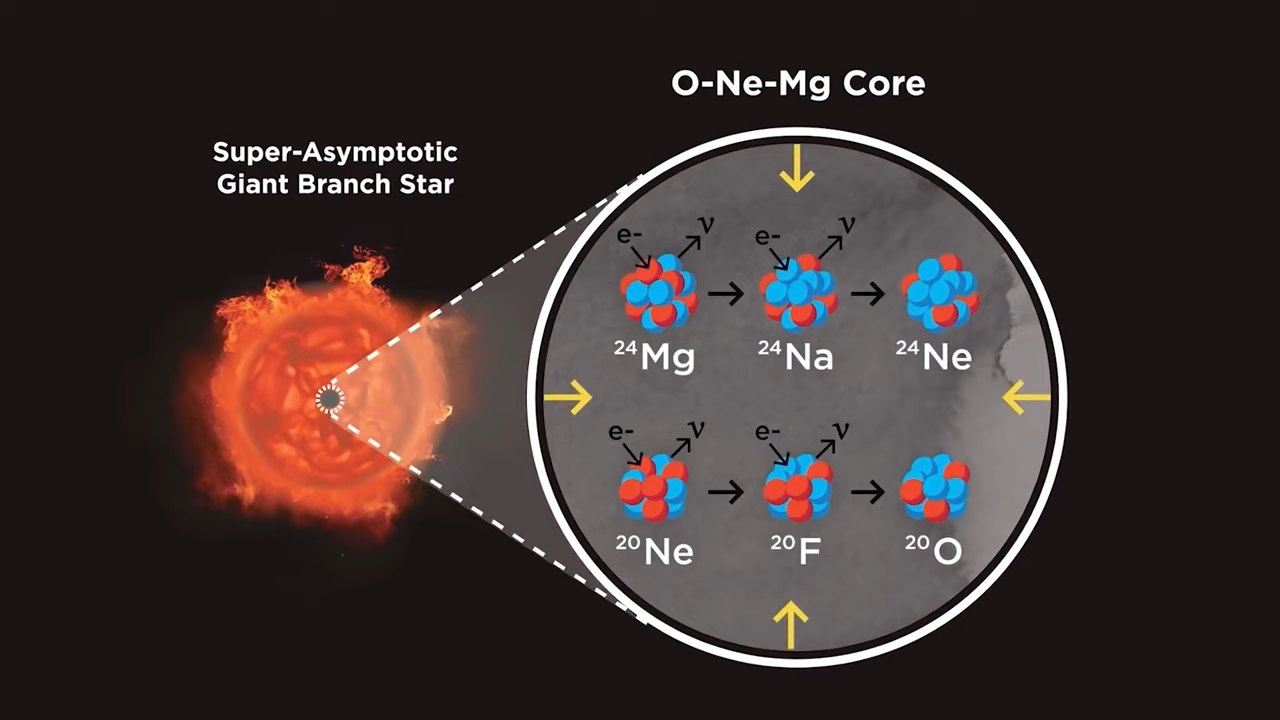 O-Ne-Mg Core
Super-Asymptotic
Giant Branch Star
e- ν e- ν
²⁴Mg ²⁴Na ²⁴Ne
e- ν e- ν
²⁰Ne ²⁰F ²⁰O